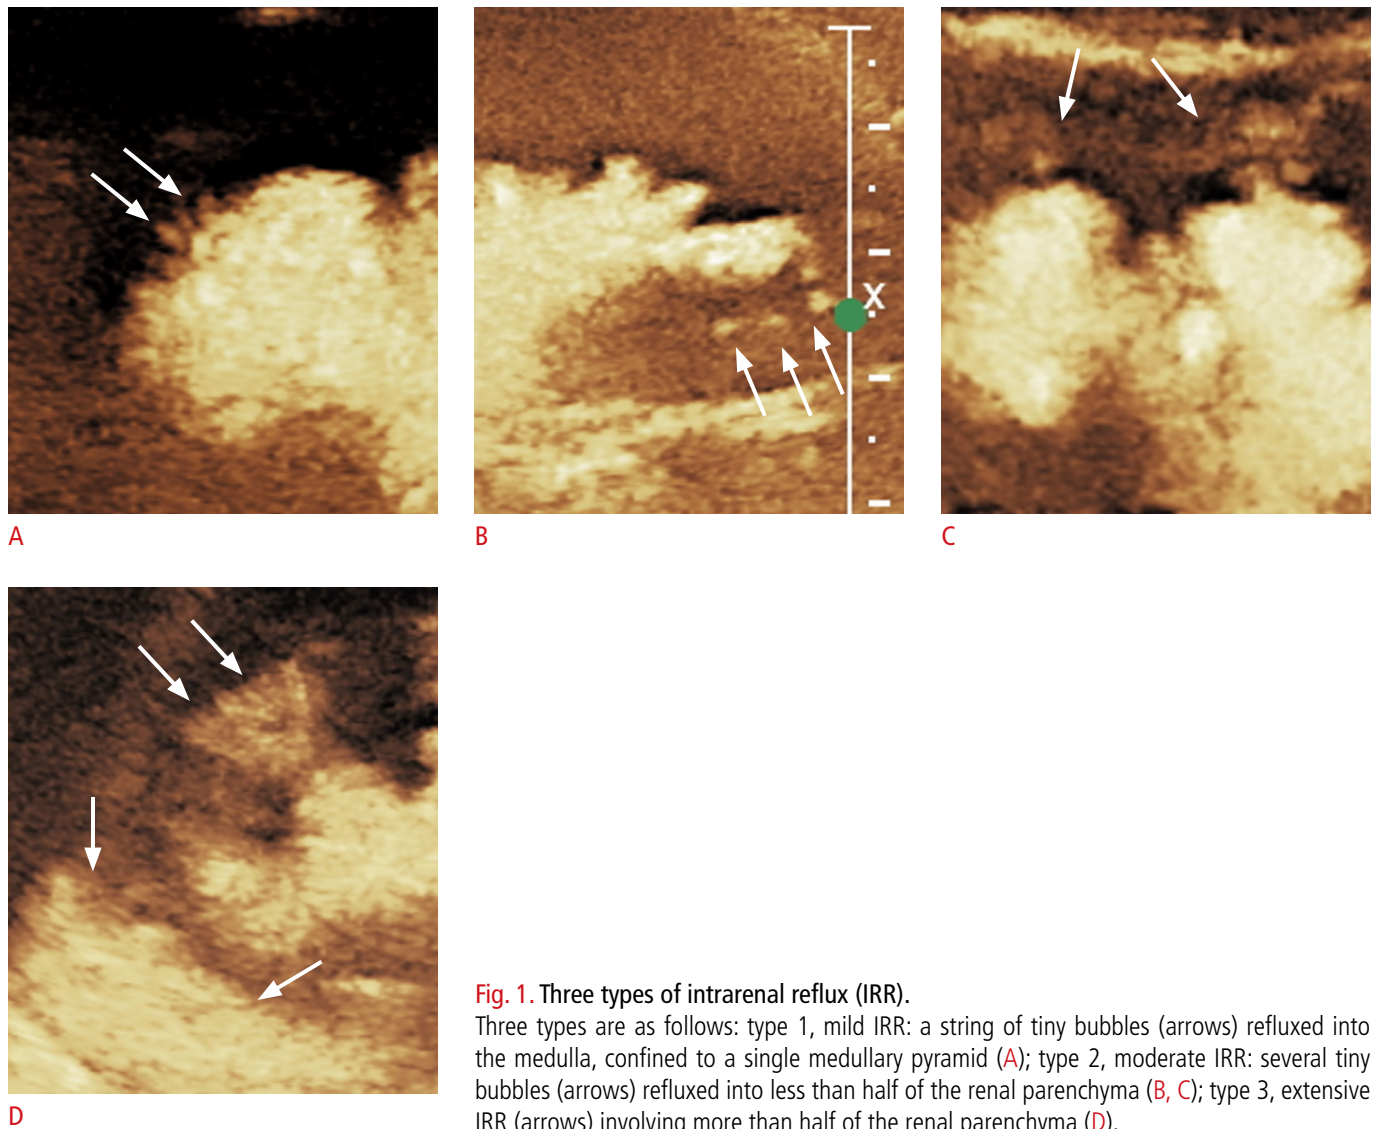 X
A
B
C
D
Fig. 1. Three types of intrarenal reflux (IRR).
Three types are as follows: type 1, mild IRR: a string of tiny bubbles (arrows) refluxed into
the medulla, confined to a single medullary pyramid (A); type 2, moderate IRR: several tiny
bubbles (arrows) refluxed into less than half of the renal parenchyma (B, C); type 3, extensive
IRR (arrows) involving more than half of the renal parenchyma (D).